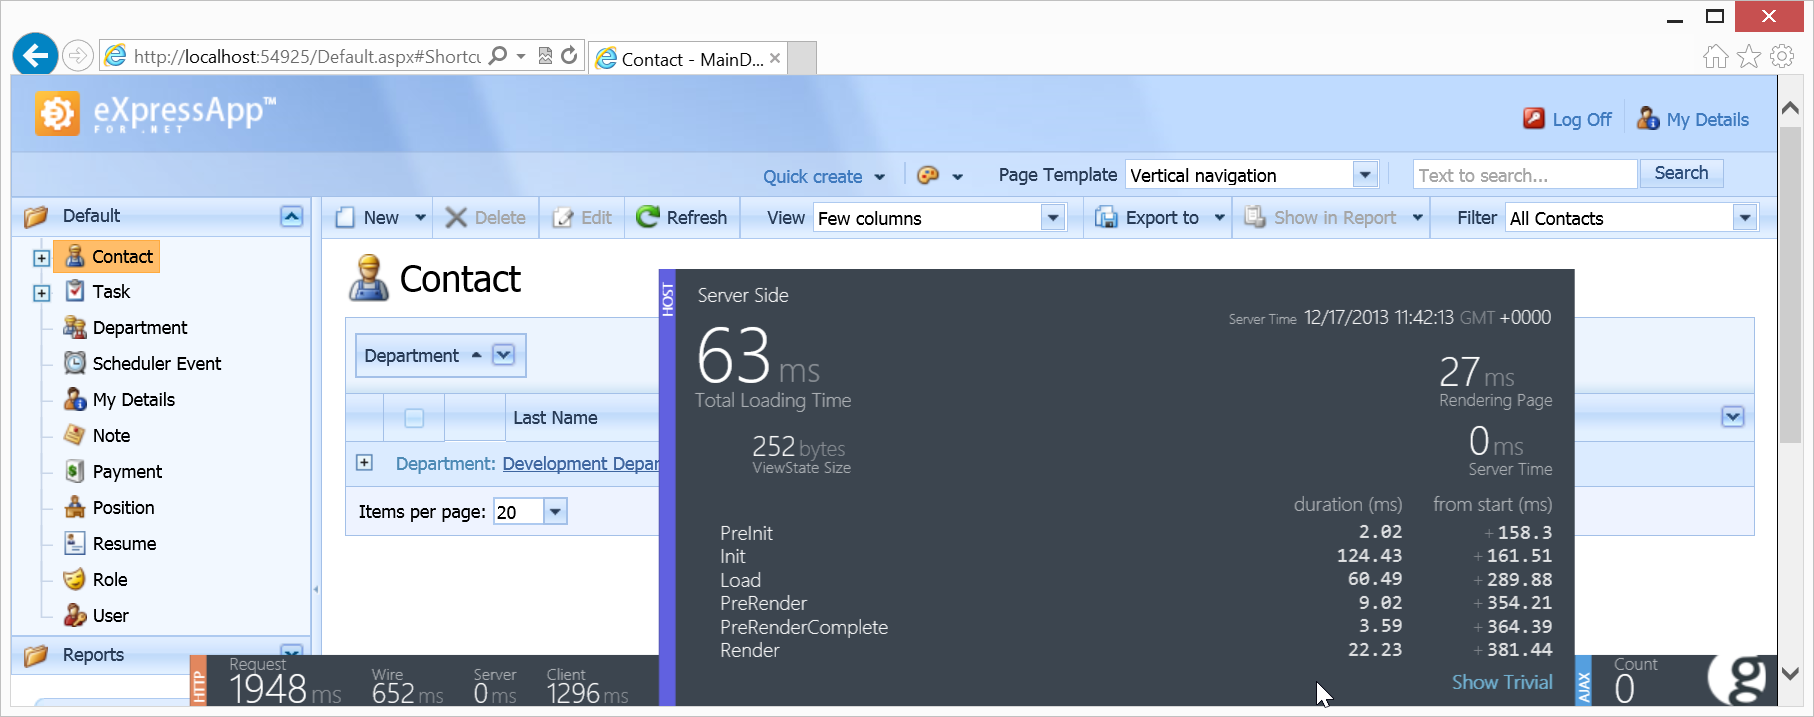 http://localhost:54925/Default.aspx#Shortcu
Contact - MainD...
eXpressApp™
FOR .NET
Log Off
My Details
Quick create
Page Template
Vertical navigation
Text to search...
Search
Default
New
Delete
Edit
Refresh
View
Few columns
Export to
Show in Report
Filter
All Contacts
Contact
Task
Department
Scheduler Event
My Details
Note
Payment
Position
Resume
Role
User
Reports
Contact
Department
Last Name
Department: Development Depar
Items per page: 20
HOST
Server Side
Server Time 12/17/2013 11:42:13 GMT +0000
63 ms
Total Loading Time
27 ms
Rendering Page
252 bytes
ViewState Size
0 ms
Server Time
duration (ms) from start (ms)
PreInit 2.02 +158.3
Init 124.43 +161.51
Load 60.49 +289.88
PreRender 9.02 +354.21
PreRenderComplete 3.59 +364.39
Render 22.23 +381.44
Show Trivial
HTTP
Request
1948 ms
Wire
652 ms
Server
0 ms
Client
1296 ms
AJAX
Count
0
g